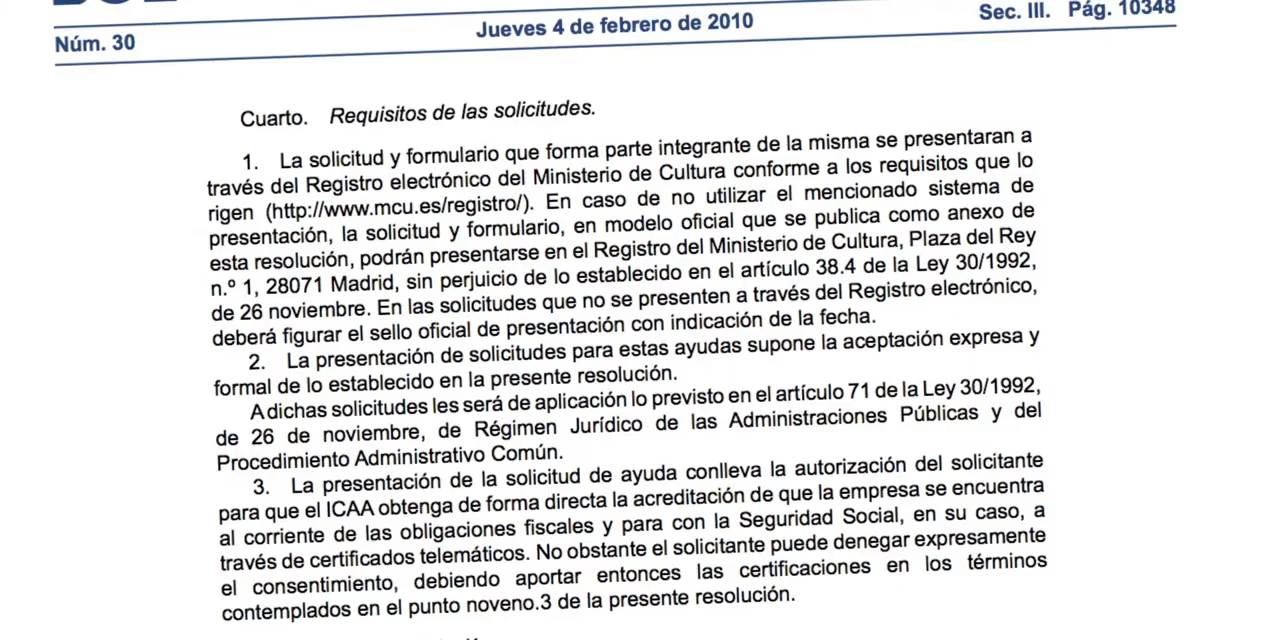 Núm. 30
Jueves 4 de febrero de 2010
Sec. III. Pág. 10348
Cuarto. Requisitos de las solicitudes.
1. La solicitud y formulario que forma parte integrante de la misma se presentaran a
través del Registro electrónico del Ministerio de Cultura conforme a los requisitos que lo
rigen (http://www.mcu.es/registro/). En caso de no utilizar el mencionado sistema de
presentación, la solicitud y formulario, en modelo oficial que se publica como anexo de
esta resolución, podrán presentarse en el Registro del Ministerio de Cultura, Plaza del Rey
n.º 1, 28071 Madrid, sin perjuicio de lo establecido en el artículo 38.4 de la Ley 30/1992,
de 26 noviembre. En las solicitudes que no se presenten a través del Registro electrónico,
deberá figurar el sello oficial de presentación con indicación de la fecha.
2. La presentación de solicitudes para estas ayudas supone la aceptación expresa y
formal de lo establecido en la presente resolución.
A dichas solicitudes les será de aplicación lo previsto en el artículo 71 de la Ley 30/1992,
de 26 de noviembre, de Régimen Jurídico de las Administraciones Públicas y del
Procedimiento Administrativo Común.
3. La presentación de la solicitud de ayuda conlleva la autorización del solicitante
para que el ICAA obtenga de forma directa la acreditación de que la empresa se encuentra
al corriente de las obligaciones fiscales y para con la Seguridad Social, en su caso, a
través de certificados telemáticos. No obstante el solicitante puede denegar expresamente
el consentimiento, debiendo aportar entonces las certificaciones en los términos
contemplados en el punto noveno.3 de la presente resolución.